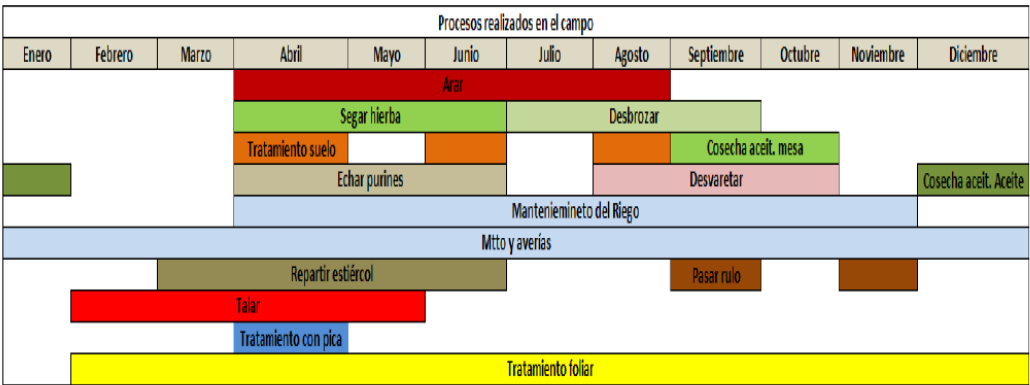 Procesos realizados en el campo
Enero Febrero Marzo Abril Mayo Junio Julio Agosto Septiembre Octubre Noviembre Diciembre
Arar
Segar hierba Desbrozar
Tratamiento suelo Cosecha aceit. mesa
Echar purines Desvaretar Cosecha aceit. Aceite
Manteniemineto del Riego
Mtto y averías
Repartir estiércol Pasar rulo
Talar
Tratamiento con pica
Tratamiento foliar